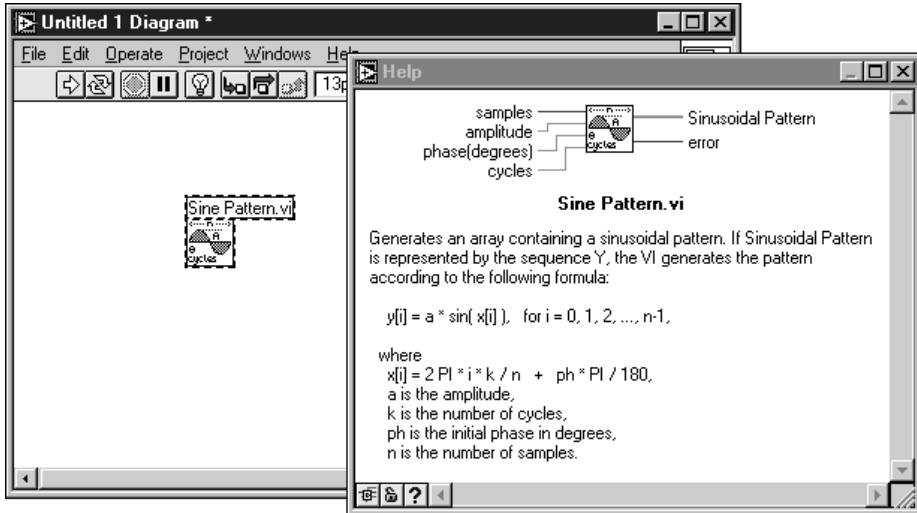 Untitled 1 Diagram *
File Edit Operate Project Windows Help
13p
Sine Pattern.vi
n
A
θ
cycles
Help
samples
amplitude
phase(degrees)
cycles
n
A
θ
cycles
Sinusoidal Pattern
error
Sine Pattern.vi
Generates an array containing a sinusoidal pattern. If Sinusoidal Pattern
is represented by the sequence Y, the VI generates the pattern
according to the following formula:
y[i] = a * sin( x[i] ), for i = 0, 1, 2, ..., n-1,
where
x[i] = 2 PI * i * k / n + ph * PI / 180,
a is the amplitude,
k is the number of cycles,
ph is the initial phase in degrees,
n is the number of samples.
?